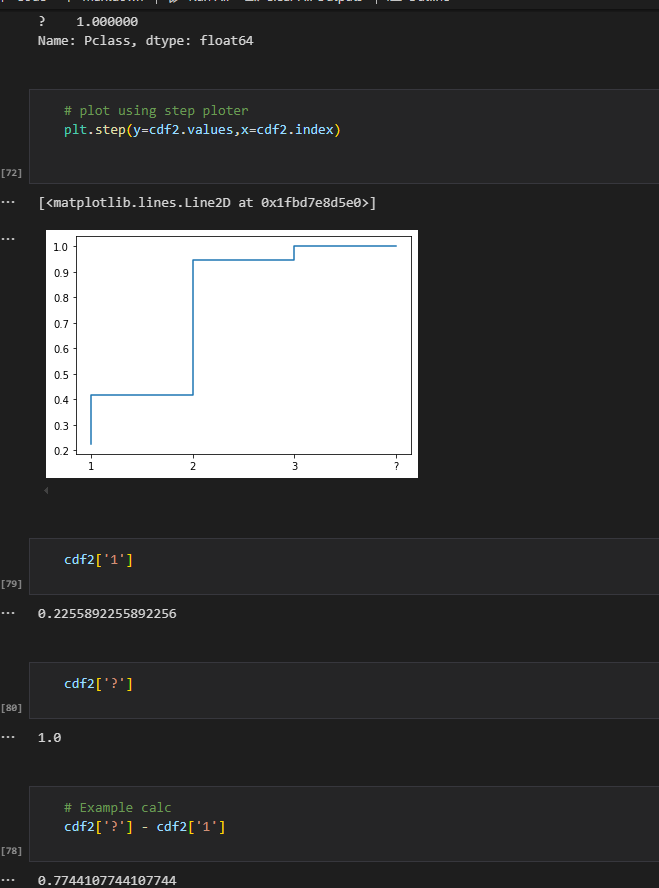 ?    1.000000
Name: Pclass, dtype: float64
# plot using step ploter
plt.step(y=cdf2.values,x=cdf2.index)
[72]
[<matplotlib.lines.Line2D at 0x1fbd7e8d5e0>]
1.0
0.9
0.8
0.7
0.6
0.5
0.4
0.3
0.2
1 2 3 ?
cdf2['1']
[79]
0.2255892255892256
cdf2['?']
[80]
1.0
# Example calc
cdf2['?'] - cdf2['1']
[78]
0.7744107744107744